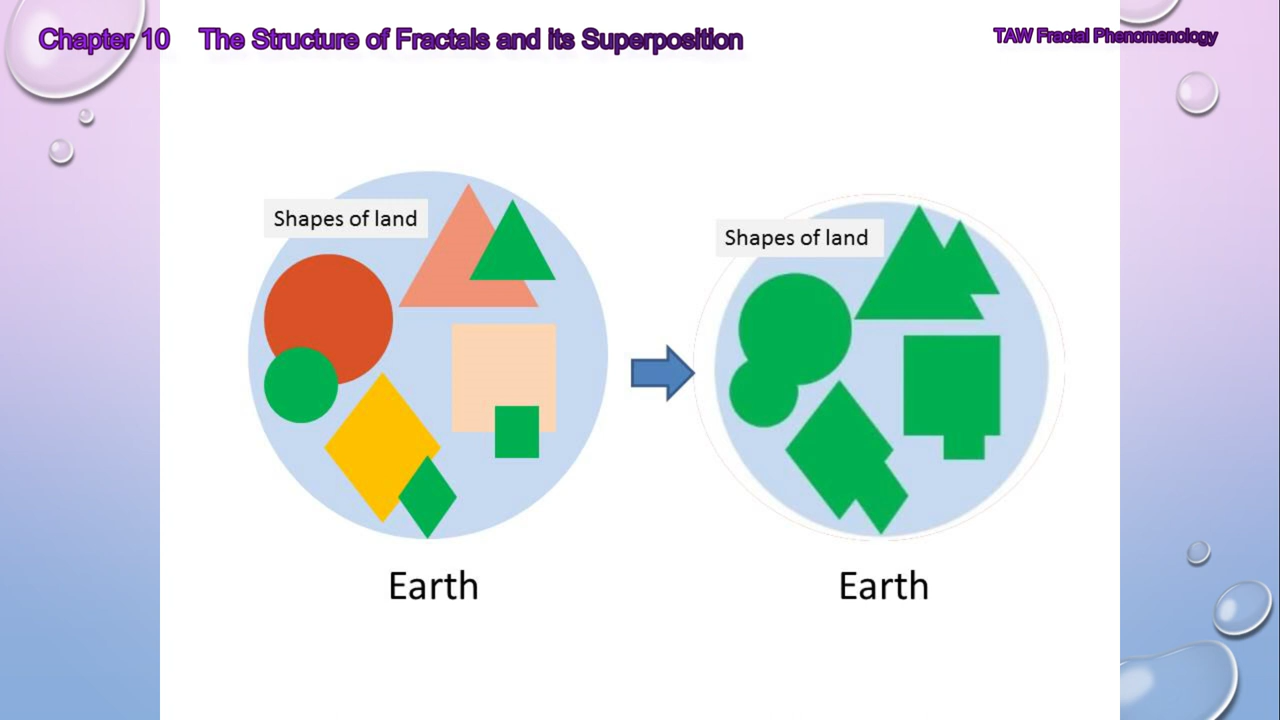 Chapter 10 The Structure of Fractals and its Superposition
TAW Fractal Phenomenology
Shapes of land
Shapes of land
Earth
Earth